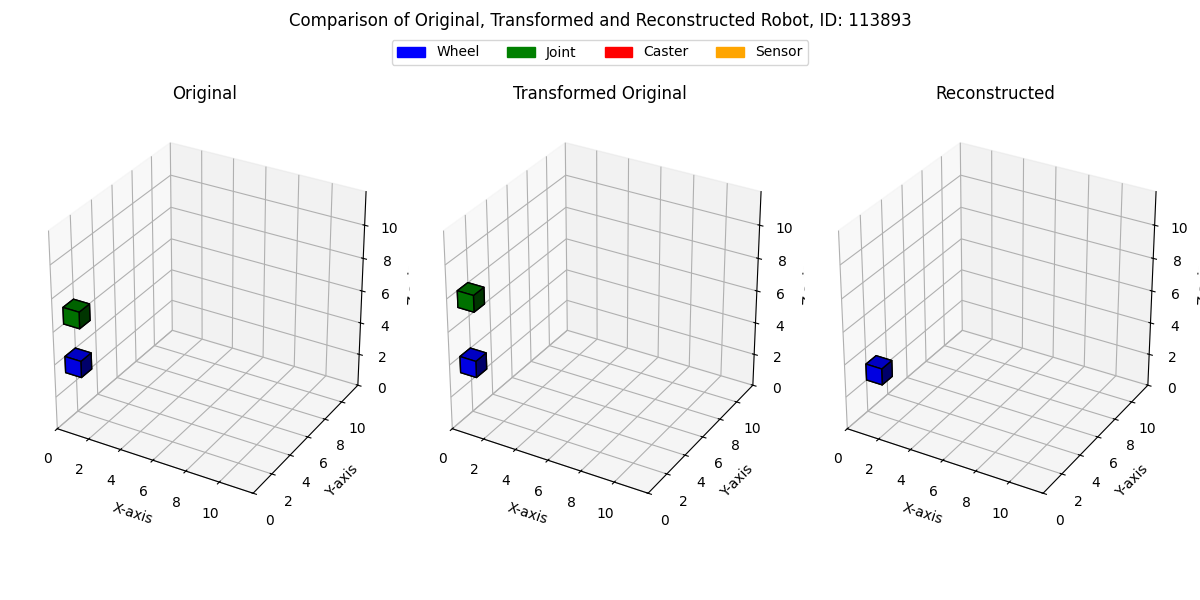 Comparison of Original, Transformed and Reconstructed Robot, ID: 113893
Wheel Joint Caster Sensor
Original Transformed Original Reconstructed
10 10 10
8 8 8
6 6 6
4 4 4
2 2 2
0 0 0
0 2 4 6 8 10 0 2 4 6 8 10 0 2 4 6 8 10
0 2 4 6 8 10 0 2 4 6 8 10 0 2 4 6 8 10
X-axis Y-axis X-axis Y-axis X-axis Y-axis